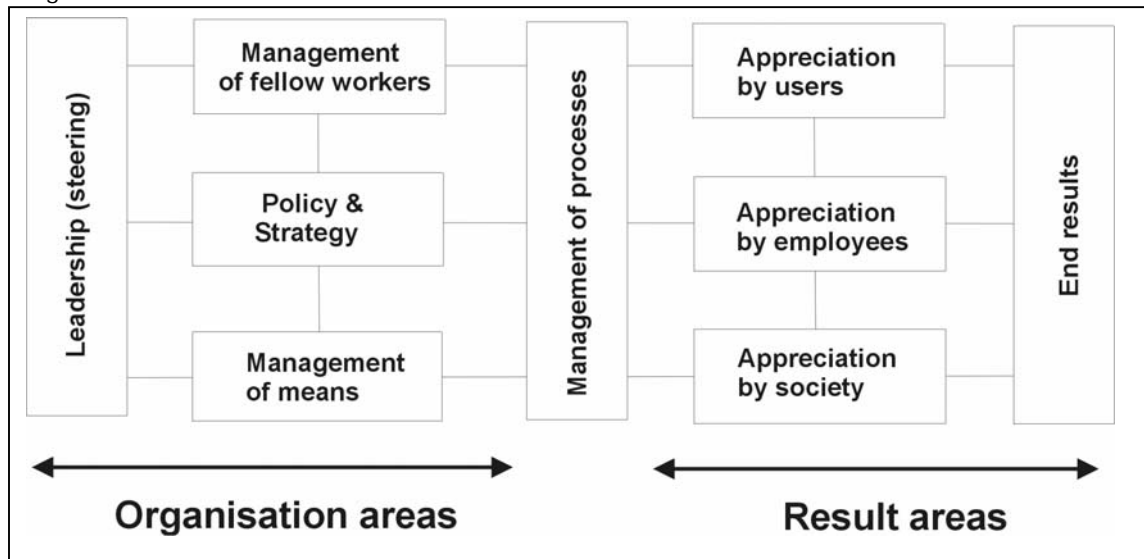 Leadership (steering)
Management
of fellow workers
Policy &
Strategy
Management
of means
Management of processes
Appreciation
by users
Appreciation
by employees
Appreciation
by society
End results
Organisation areas
Result areas